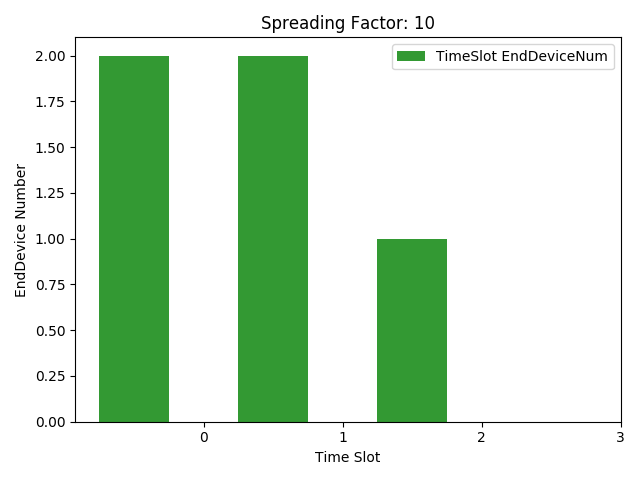 Spreading Factor: 10
TimeSlot EndDeviceNum
EndDevice Number
2.00
1.75
1.50
1.25
1.00
0.75
0.50
0.25
0.00
0 1 2 3
Time Slot